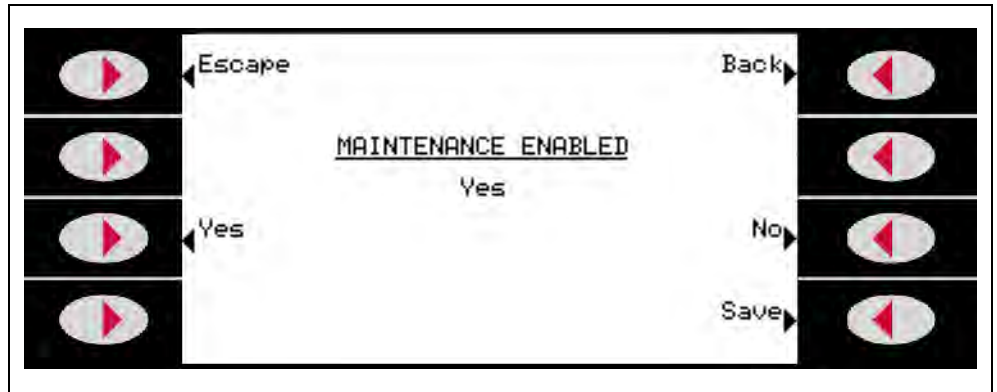 Escape
Back
MAINTENANCE ENABLED
Yes
Yes
No
Save